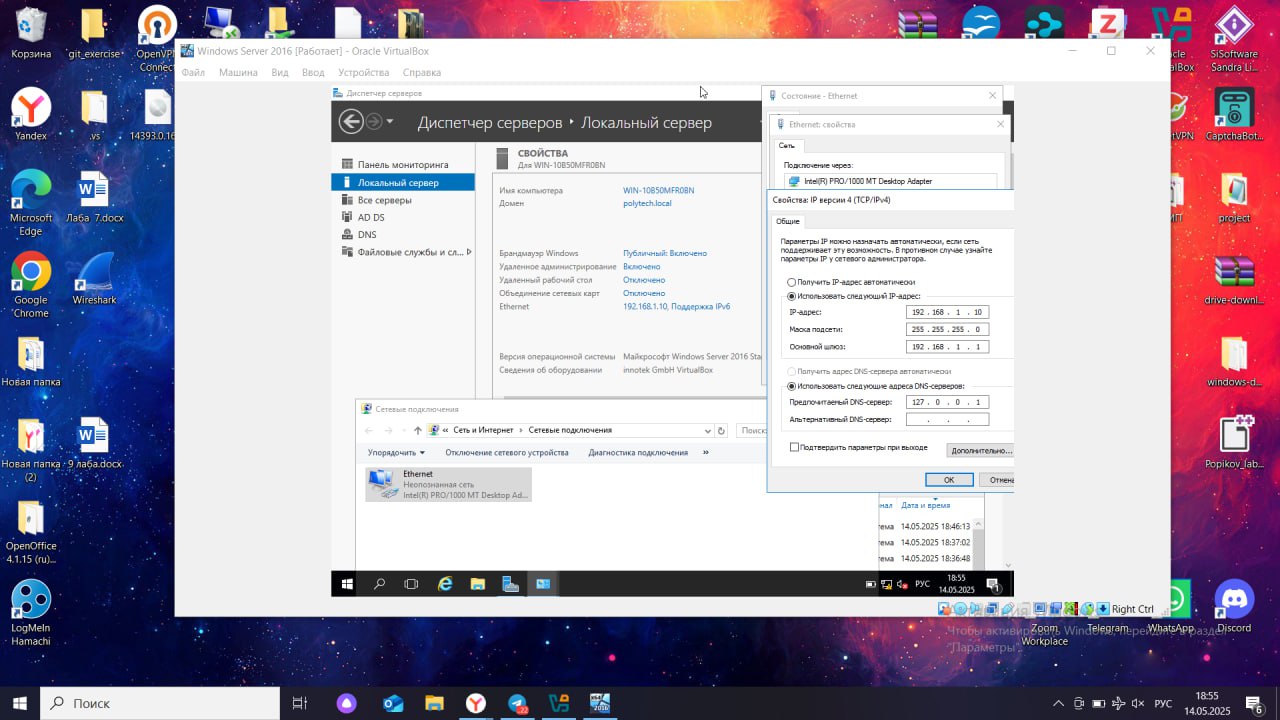 Корзина
git_exercise
OpenVPN
Connect
SiSoftware
Sandra Li...
Windows Server 2016 [Работает] - Oracle VirtualBox
Файл Машина Вид Ввод Устройства Справка
Yandex
.vs
14393.0.16
CaptchaBot...
Microsoft
Edge
Лаба 7.docx
project
Google
Chrome
Wireshark
drive-downl...
Новая папка
windows-d...
Новая папка
(2)
9 лаба.docx
Popikov_lab...
OpenOffice
4.1.15 (ru)...
LogMeIn
Hamachi
Диспетчер серверов
Диспетчер серверов
Локальный сервер
Панель мониторинга
Локальный сервер
Все серверы
AD DS
DNS
Файловые службы и сл...
СВОЙСТВА
Для WIN-10B50MFR0BN
Имя компьютера WIN-10B50MFR0BN
Домен polytech.local
Брандмауэр Windows Публичный: Включено
Удаленное администрирование Включено
Удаленный рабочий стол Отключено
Объединение сетевых карт Отключено
Ethernet 192.168.1.10, Поддержка IPv6
Версия операционной системы Майкрософт Windows Server 2016 Sta
Сведения об оборудовании innotek GmbH VirtualBox
Состояние - Ethernet
Ethernet: свойства
Сеть
Подключение через:
Intel(R) PRO/1000 MT Desktop Adapter
Свойства: IP версии 4 (TCP/IPv4)
Общие
Параметры IP можно назначать автоматически, если сеть
поддерживает эту возможность. В противном случае узнайте
параметры IP у сетевого администратора.
Получить IP-адрес автоматически
Использовать следующий IP-адрес:
IP-адрес: 192 . 168 . 1 . 10
Маска подсети: 255 . 255 . 255 . 0
Основной шлюз: 192 . 168 . 1 . 1
Получить адрес DNS-сервера автоматически
Использовать следующие адреса DNS-серверов:
Предпочитаемый DNS-сервер: 127 . 0 . 0 . 1
Альтернативный DNS-сервер: . . .
Подтвердить параметры при выходе
Дополнительно...
OK
Отмена
Сетевые подключения
« Сеть и Интернет › Сетевые подключения
Поиск:
Упорядочить Отключение сетевого устройства Диагностика подключения »
Ethernet
Неопознанная сеть
Intel(R) PRO/1000 MT Desktop Ad...
нал Дата и время
тема 14.05.2025 18:46:13
тема 14.05.2025 18:37:02
тема 14.05.2025 18:36:48
РУС
18:55
14.05.2025
1
Right Ctrl
Zoom
Workplace
Telegram
WhatsApp
Discord
Чтобы активировать Windows, перейдите в раздел
"Параметры".
Поиск
22
X64
2016
РУС
18:55
14.05.2025
6